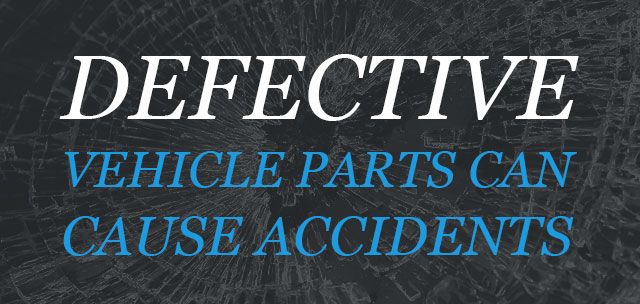 DEFECTIVE
VEHICLE PARTS CAN
CAUSE ACCIDENTS